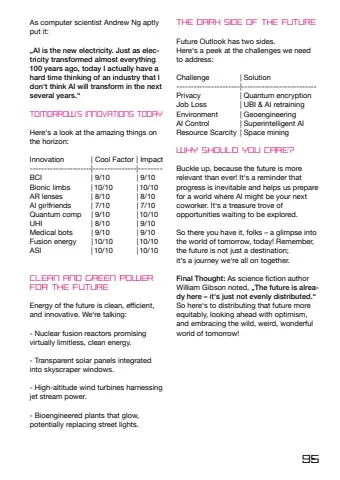 As computer scientist Andrew Ng aptly
put it:
„AI is the new electricity. Just as elec-
tricity transformed almost everything
100 years ago, today I actually have a
hard time thinking of an industry that I
don't think AI will transform in the next
several years.“
TOMORROW'S INNOVATIONS TODAY
Here's a look at the amazing things on
the horizon:
Innovation | Cool Factor | Impact
-----------------------|---------------|---------
BCI | 9/10 | 9/10
Bionic limbs | 10/10 | 10/10
AR lenses | 8/10 | 8/10
AI girlfriends | 7/10 | 7/10
Quantum comp | 9/10 | 10/10
UHI | 8/10 | 9/10
Medical bots | 9/10 | 9/10
Fusion energy | 10/10 | 10/10
ASI | 10/10 | 10/10
CLEAN AND GREEN POWER
FOR THE FUTURE
Energy of the future is clean, efficient,
and innovative. We're talking:
- Nuclear fusion reactors promising
virtually limitless, clean energy.
- Transparent solar panels integrated
into skyscraper windows.
- High-altitude wind turbines harnessing
jet stream power.
- Bioengineered plants that glow,
potentially replacing street lights.
THE DARK SIDE OF THE FUTURE
Future Outlook has two sides.
Here's a peek at the challenges we need
to address:
Challenge | Solution
-----------------------|---------------------------
Privacy | Quantum encryption
Job Loss | UBI & AI retraining
Environment | Geoengineering
AI Control | Superintelligent AI
Resource Scarcity | Space mining
WHY SHOULD YOU CARE?
Buckle up, because the future is more
relevant than ever! It's a reminder that
progress is inevitable and helps us prepare
for a world where AI might be your next
coworker. It's a treasure trove of
opportunities waiting to be explored.
So there you have it, folks – a glimpse into
the world of tomorrow, today! Remember,
the future is not just a destination;
it's a journey we're all on together.
Final Thought: As science fiction author
William Gibson noted, „The future is alrea-
dy here – it's just not evenly distributed.“
So here's to distributing that future more
equitably, looking ahead with optimism,
and embracing the wild, weird, wonderful
world of tomorrow!
95